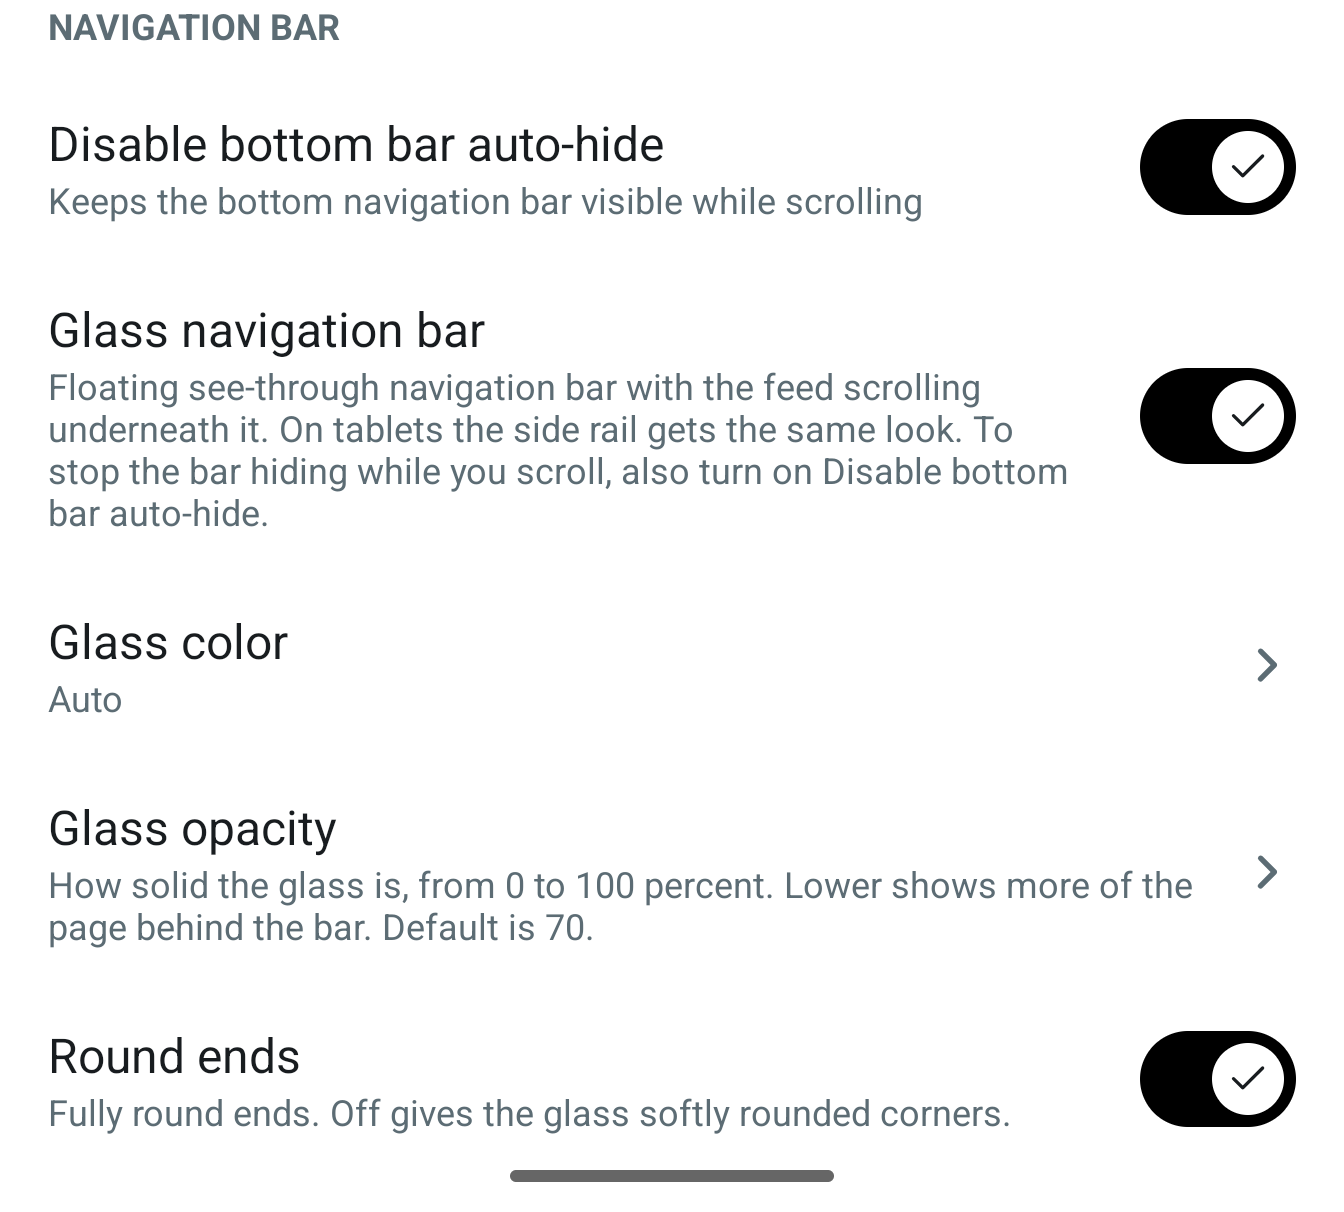 NAVIGATION BAR
Disable bottom bar auto-hide
Keeps the bottom navigation bar visible while scrolling
Glass navigation bar
Floating see-through navigation bar with the feed scrolling
underneath it. On tablets the side rail gets the same look. To
stop the bar hiding while you scroll, also turn on Disable bottom
bar auto-hide.
Glass color
Auto
Glass opacity
How solid the glass is, from 0 to 100 percent. Lower shows more of the
page behind the bar. Default is 70.
Round ends
Fully round ends. Off gives the glass softly rounded corners.